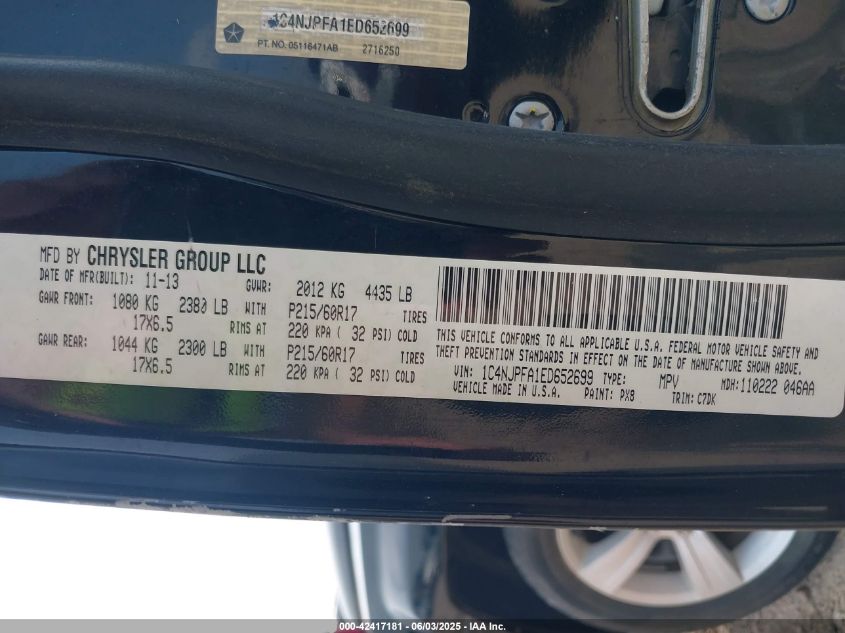 1C4NJPFA1ED652699
PT. NO. 05116471AB 2716250
MFD BY CHRYSLER GROUP LLC
DATE OF MFR(BUILT): 11-13 GVWR: 2012 KG 4435 LB
GAWR FRONT: 1080 KG 2380 LB WITH P215/60R17 TIRES
17X6.5 RIMS AT 220 KPA ( 32 PSI) COLD
GAWR REAR: 1044 KG 2300 LB WITH P215/60R17 TIRES
17X6.5 RIMS AT 220 KPA ( 32 PSI) COLD
THIS VEHICLE CONFORMS TO ALL APPLICABLE U.S.A. FEDERAL MOTOR VEHICLE SAFETY AND
THEFT PREVENTION STANDARDS IN EFFECT ON THE DATE OF MANUFACTURE SHOWN ABOVE.
VIN: 1C4NJPFA1ED652699 TYPE: MPV MDH: 110222 046AA
VEHICLE MADE IN U.S.A. PAINT: PX8 TRIM: C7DK
000-42417181 - 06/03/2025 - IAA Inc.